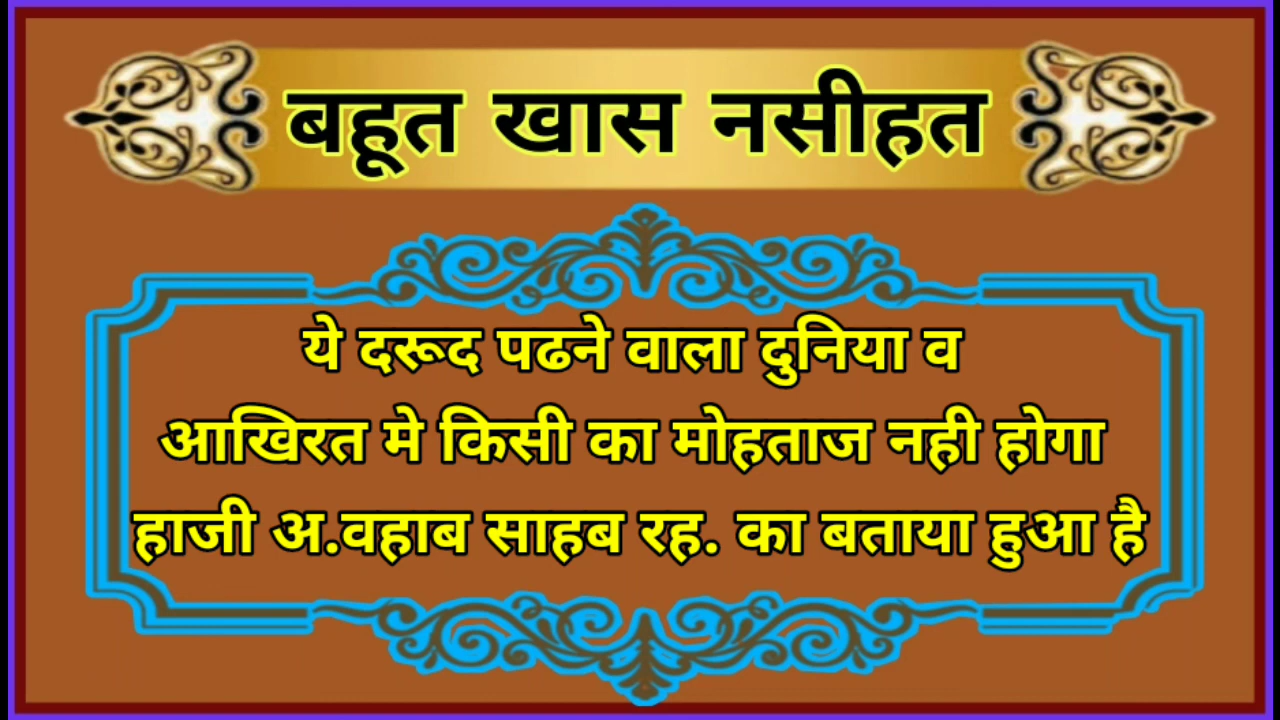 बहूत खास नसीहत
ये दरूद पढने वाला दुनिया व
आखिरत मे किसी का मोहताज नही होगा
हाजी अ.वहाब साहब रह. का बताया हुआ है